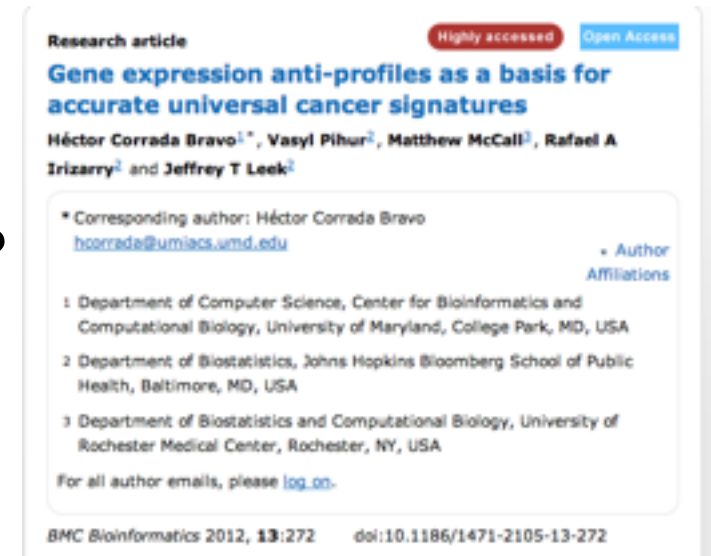 Research article Highly accessed Open Access
Gene expression anti-profiles as a basis for
accurate universal cancer signatures
Héctor Corrada Bravo1*, Vasyl Pihur2, Matthew McCall3, Rafael A
Irizarry2 and Jeffrey T Leek2
* Corresponding author: Héctor Corrada Bravo
hcorrada@umiacs.umd.edu
• Author
Affiliations
1 Department of Computer Science, Center for Bioinformatics and
Computational Biology, University of Maryland, College Park, MD, USA
2 Department of Biostatistics, Johns Hopkins Bloomberg School of Public
Health, Baltimore, MD, USA
3 Department of Biostatistics and Computational Biology, University of
Rochester Medical Center, Rochester, NY, USA
For all author emails, please log on.
BMC Bioinformatics 2012, 13:272 doi:10.1186/1471-2105-13-272